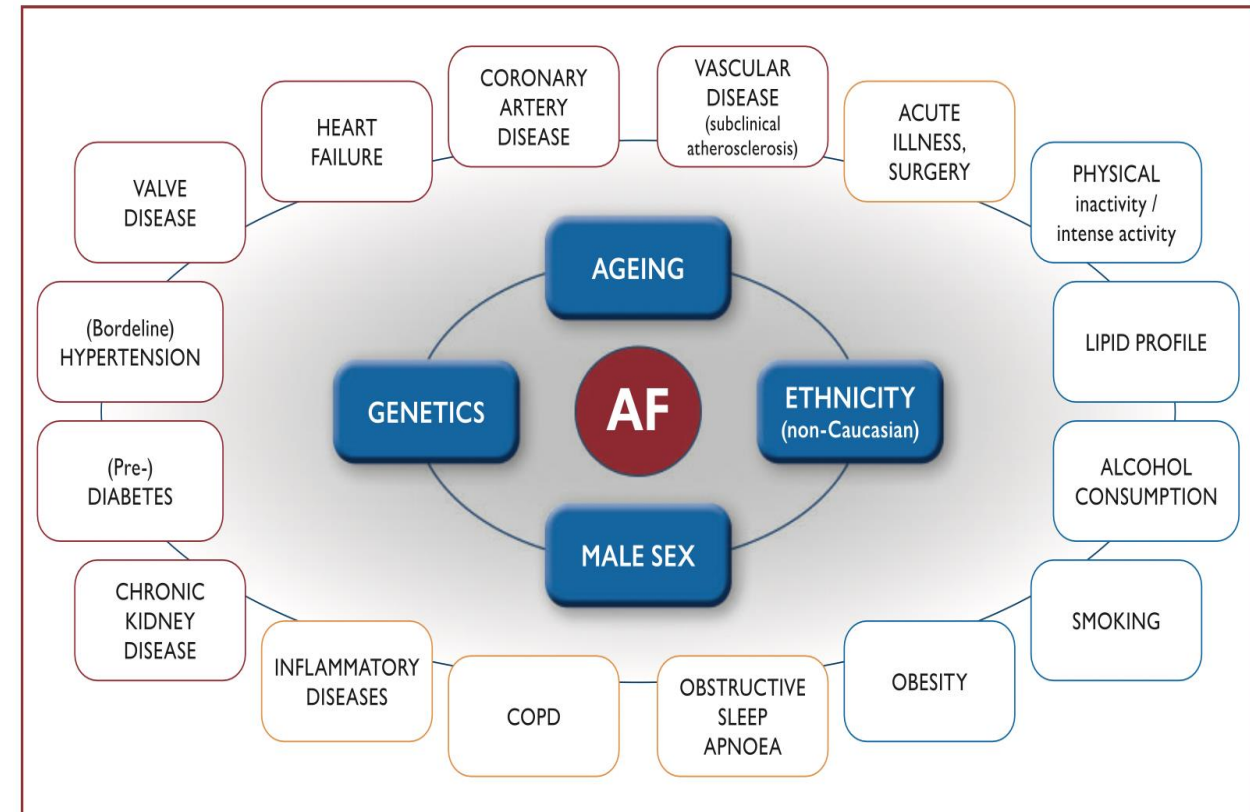 CORONARY
ARTERY
DISEASE
VASCULAR
DISEASE
(subclinical
atherosclerosis)
HEART
FAILURE
ACUTE
ILLNESS,
SURGERY
VALVE
DISEASE
PHYSICAL
inactivity /
intense activity
(Bordeline)
HYPERTENSION
LIPID PROFILE
(Pre-)
DIABETES
ALCOHOL
CONSUMPTION
CHRONIC
KIDNEY
DISEASE
SMOKING
INFLAMMATORY
DISEASES
COPD
OBSTRUCTIVE
SLEEP
APNOEA
OBESITY
AGEING
GENETICS
AF
ETHNICITY
(non-Caucasian)
MALE SEX